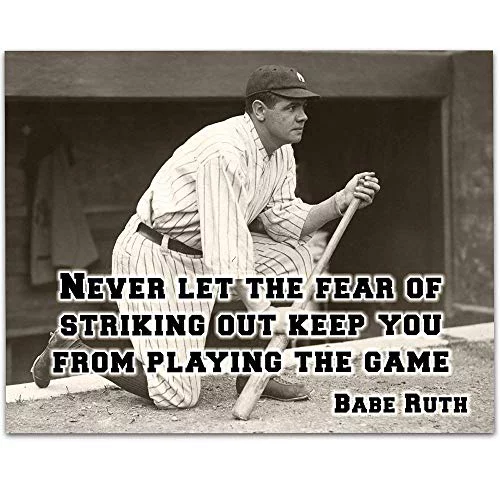 NEVER LET THE FEAR OF
STRIKING OUT KEEP YOU
FROM PLAYING THE GAME
BABE RUTH